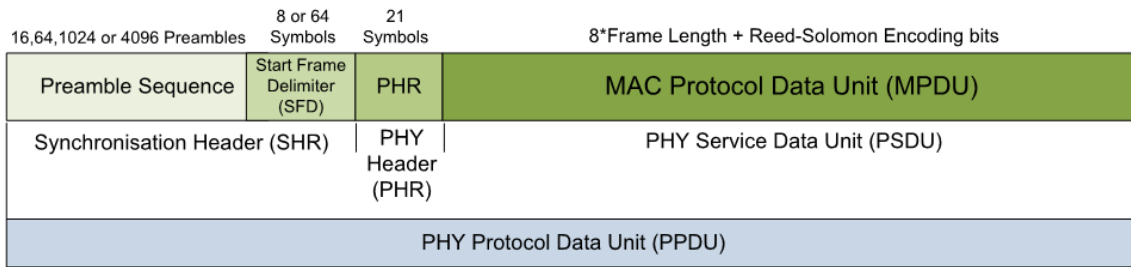 16,64,1024 or 4096 Preambles
8 or 64
Symbols
21
Symbols
8*Frame Length + Reed-Solomon Encoding bits
Preamble Sequence
Start Frame
Delimiter
(SFD)
PHR
MAC Protocol Data Unit (MPDU)
Synchronisation Header (SHR)
PHY
Header
(PHR)
PHY Service Data Unit (PSDU)
PHY Protocol Data Unit (PPDU)